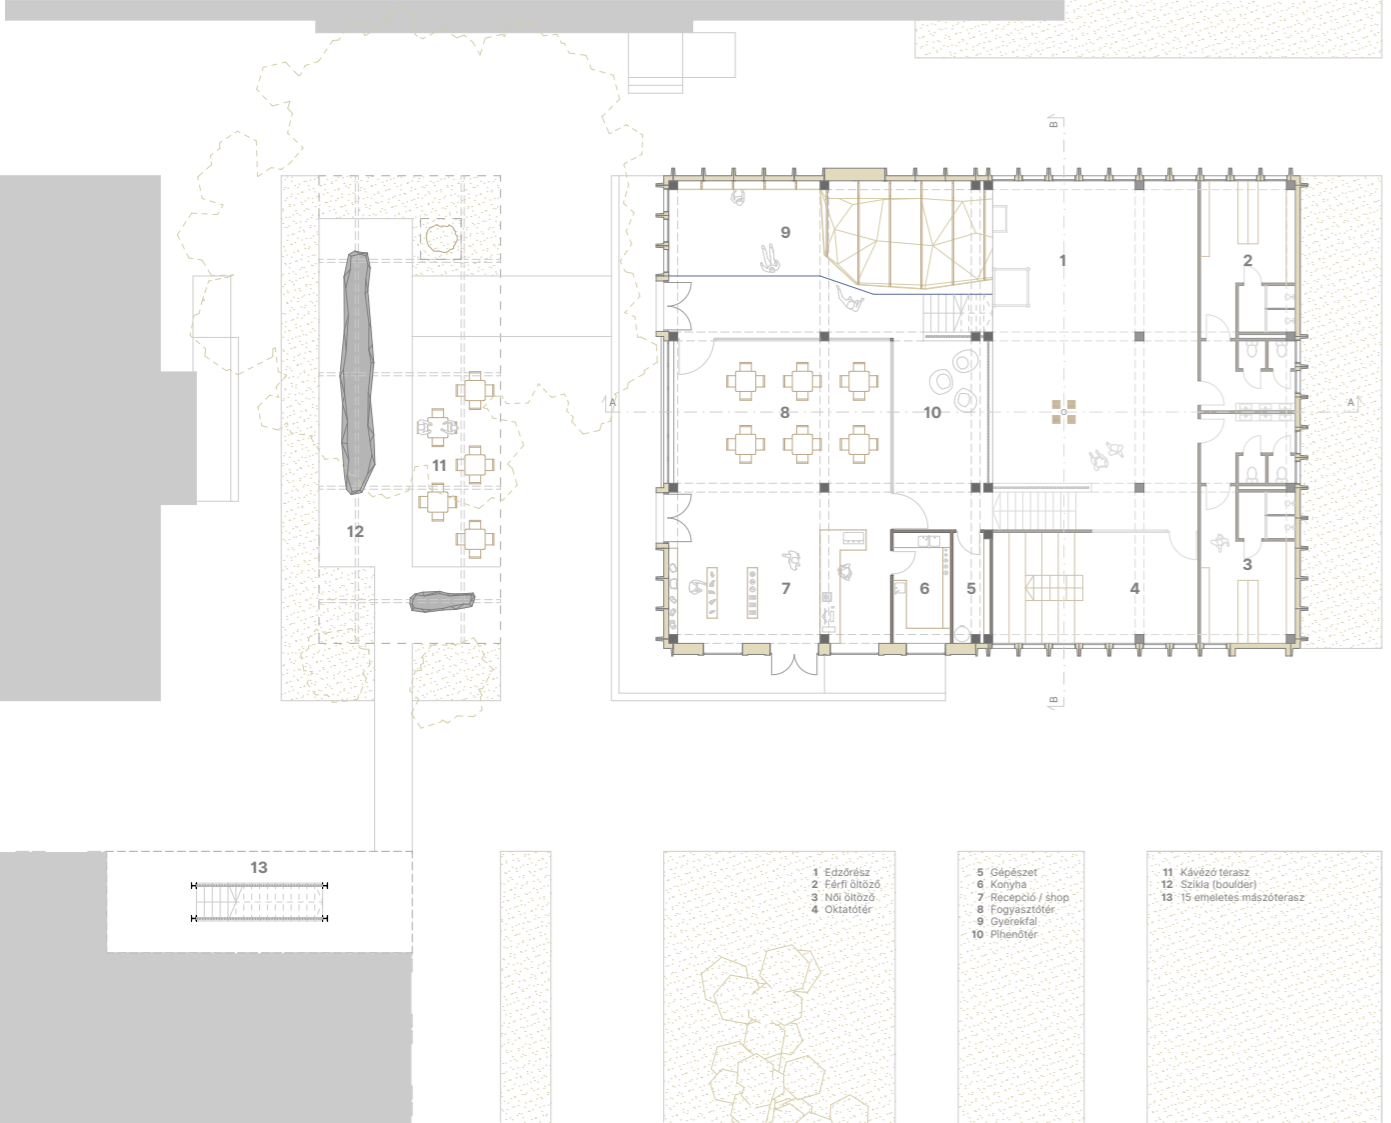 B
9
1
2
A
8
10
A
11
12
7
6
5
4
3
B
13
1 Edzőrész
2 Férfi öltöző
3 Női öltöző
4 Oktatótér
5 Gépészet
6 Konyha
7 Recepció / shop
8 Fogyasztótér
9 Gyerekfal
10 Pihenőtér
11 Kávézó terasz
12 Szikla (boulder)
13 15 emeletes mászóterasz